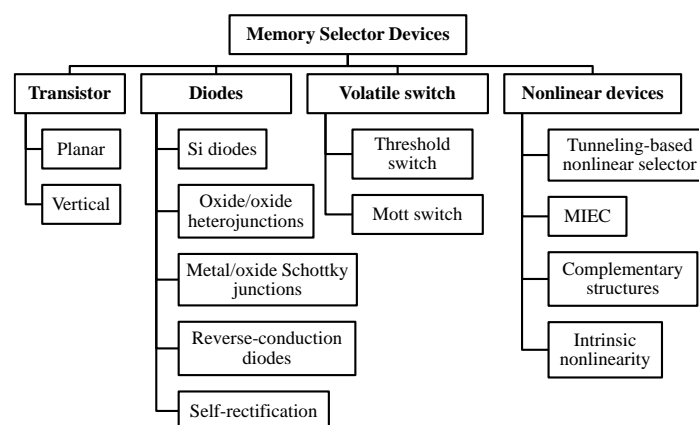 Memory Selector Devices
Transistor
Diodes
Volatile switch
Nonlinear devices
Planar
Vertical
Si diodes
Oxide/oxide
heterojunctions
Metal/oxide Schottky
junctions
Reverse-conduction
diodes
Self-rectification
Threshold
switch
Mott switch
Tunneling-based
nonlinear selector
MIEC
Complementary
structures
Intrinsic
nonlinearity